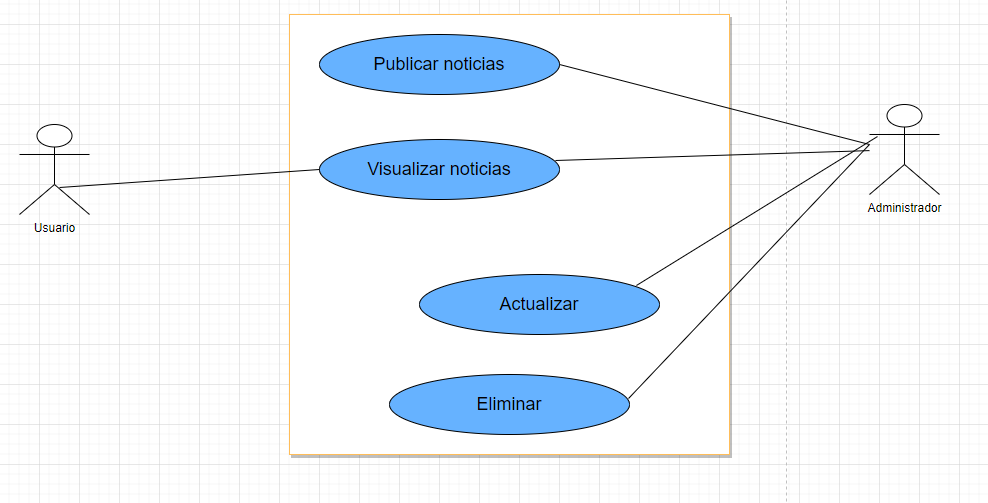 Publicar noticias
Visualizar noticias
Usuario
Administrador
Actualizar
Eliminar